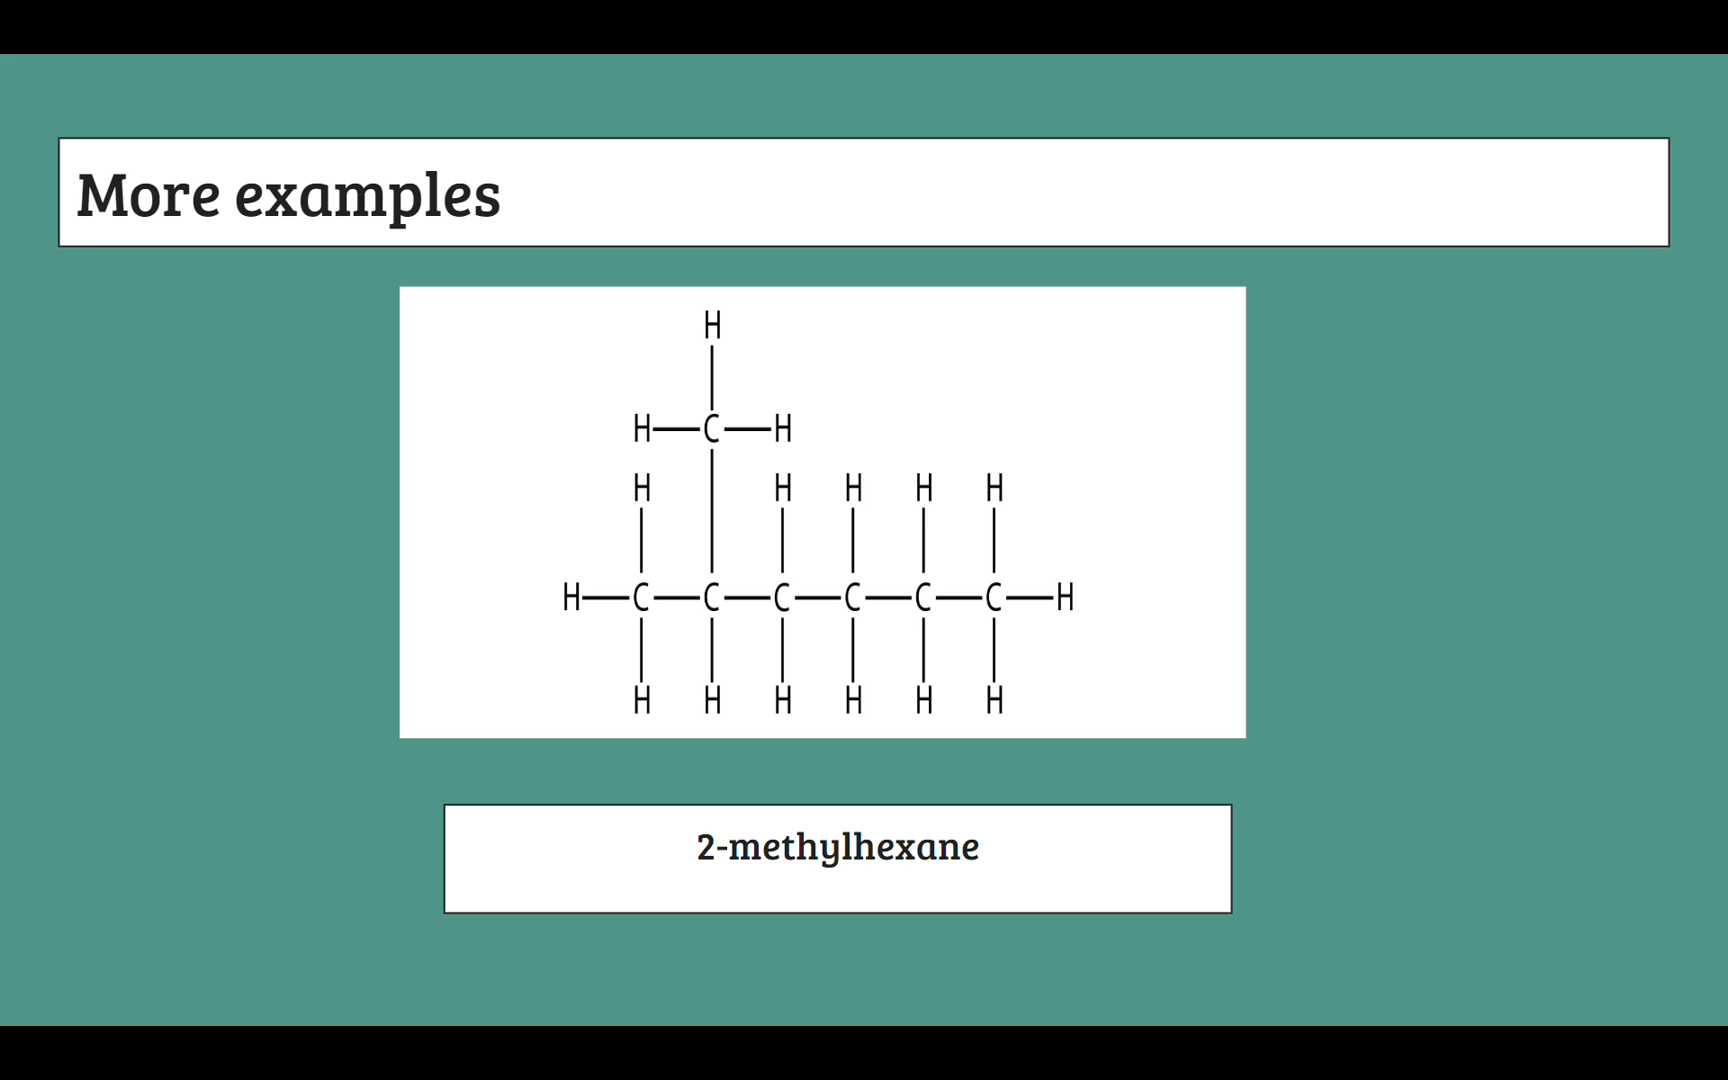 More examples
H
H—C—H
H H H H H
H—C—C—C—C—C—C—H
H H H H H H
2-methylhexane